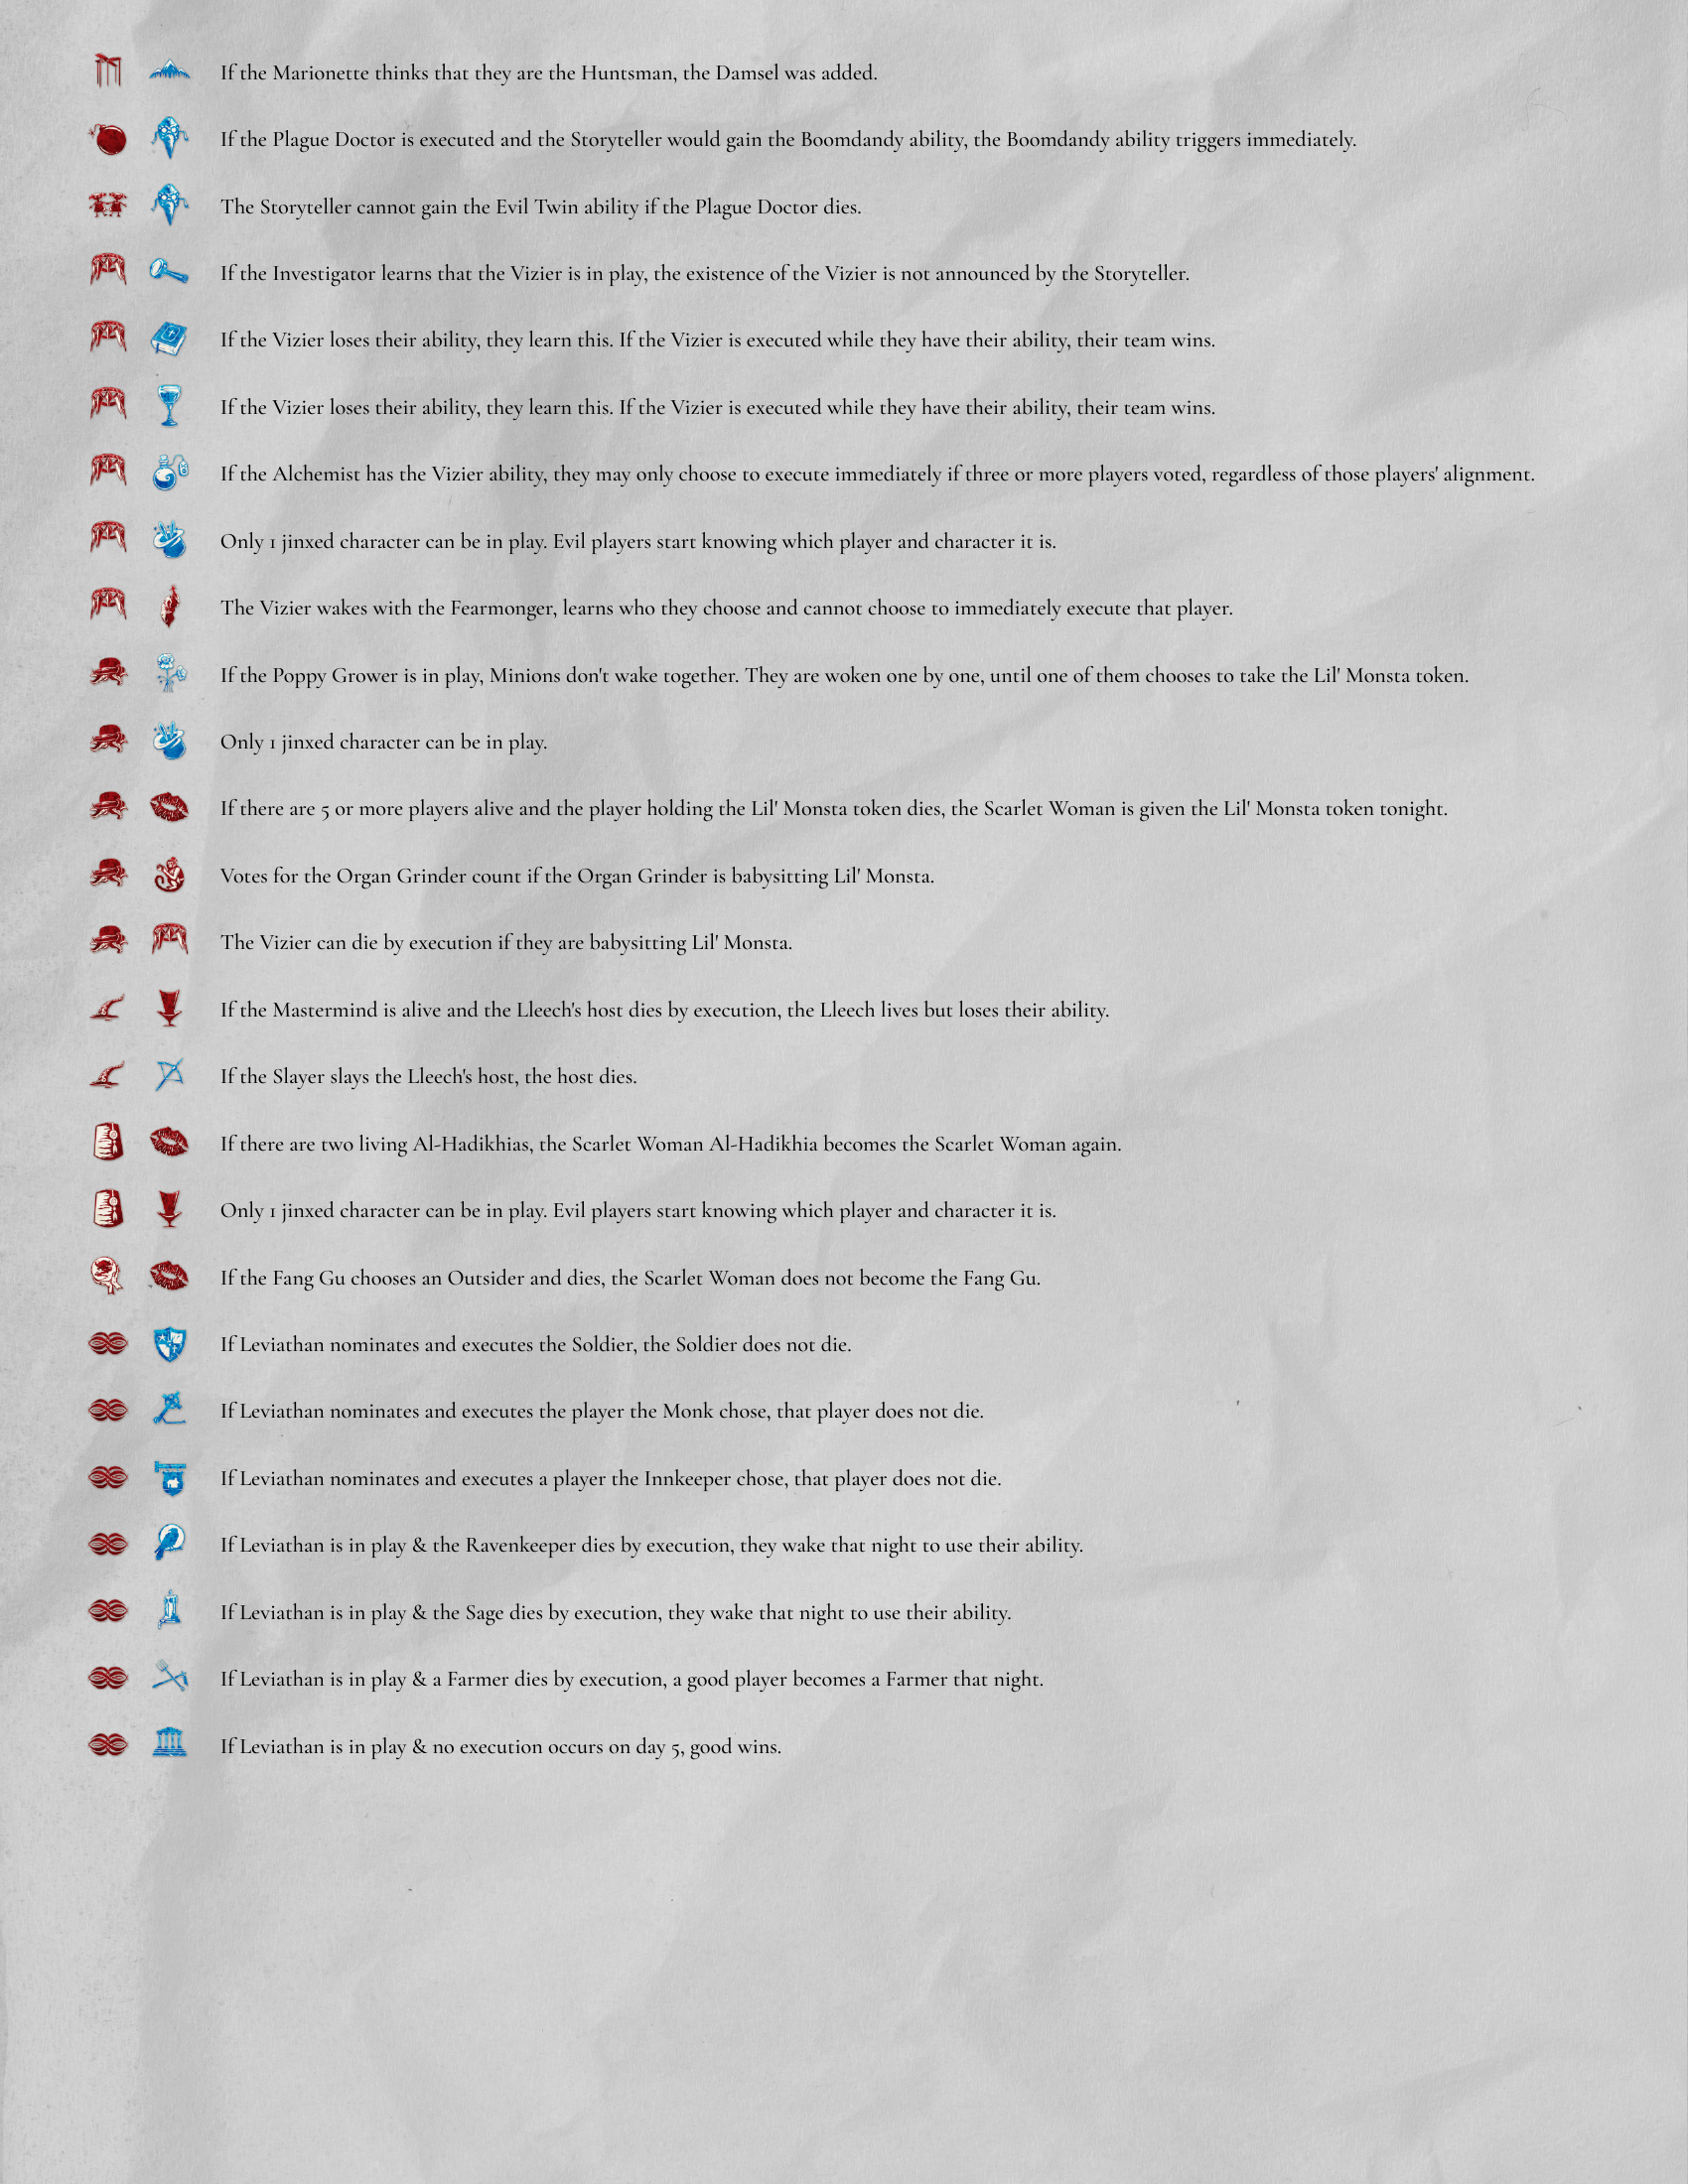 If the Marionette thinks that they are the Huntsman, the Damsel was added.
If the Plague Doctor is executed and the Storyteller would gain the Boomdandy ability, the Boomdandy ability triggers immediately.
The Storyteller cannot gain the Evil Twin ability if the Plague Doctor dies.
If the Investigator learns that the Vizier is in play, the existence of the Vizier is not announced by the Storyteller.
If the Vizier loses their ability, they learn this. If the Vizier is executed while they have their ability, their team wins.
If the Vizier loses their ability, they learn this. If the Vizier is executed while they have their ability, their team wins.
If the Alchemist has the Vizier ability, they may only choose to execute immediately if three or more players voted, regardless of those players' alignment.
Only 1 jinxed character can be in play. Evil players start knowing which player and character it is.
The Vizier wakes with the Fearmonger, learns who they choose and cannot choose to immediately execute that player.
If the Poppy Grower is in play, Minions don't wake together. They are woken one by one, until one of them chooses to take the Lil' Monsta token.
Only 1 jinxed character can be in play.
If there are 5 or more players alive and the player holding the Lil' Monsta token dies, the Scarlet Woman is given the Lil' Monsta token tonight.
Votes for the Organ Grinder count if the Organ Grinder is babysitting Lil' Monsta.
The Vizier can die by execution if they are babysitting Lil' Monsta.
If the Mastermind is alive and the Lleech's host dies by execution, the Lleech lives but loses their ability.
If the Slayer slays the Lleech's host, the host dies.
If there are two living Al-Hadikhias, the Scarlet Woman Al-Hadikhia becomes the Scarlet Woman again.
Only 1 jinxed character can be in play. Evil players start knowing which player and character it is.
If the Fang Gu chooses an Outsider and dies, the Scarlet Woman does not become the Fang Gu.
If Leviathan nominates and executes the Soldier, the Soldier does not die.
If Leviathan nominates and executes the player the Monk chose, that player does not die.
If Leviathan nominates and executes a player the Innkeeper chose, that player does not die.
If Leviathan is in play & the Ravenkeeper dies by execution, they wake that night to use their ability.
If Leviathan is in play & the Sage dies by execution, they wake that night to use their ability.
If Leviathan is in play & a Farmer dies by execution, a good player becomes a Farmer that night.
If Leviathan is in play & no execution occurs on day 5, good wins.